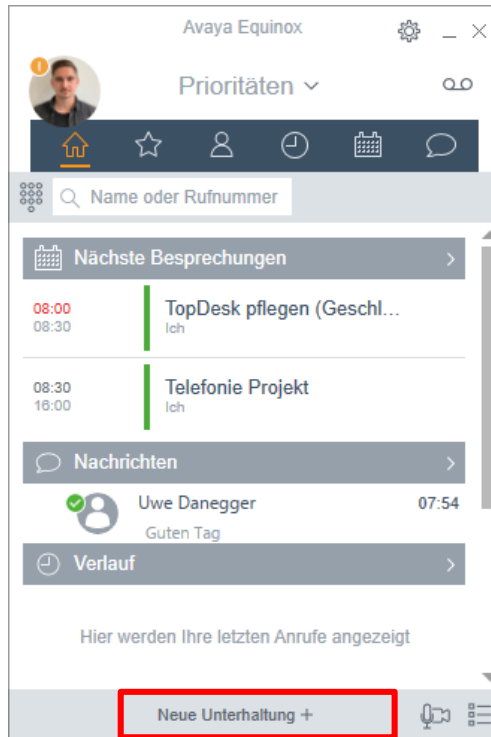 Avaya Equinox
Prioritäten
Name oder Rufnummer
Nächste Besprechungen
08:00 TopDesk pflegen (Geschl...
08:30 Ich
08:30 Telefonie Projekt
16:00 Ich
Nachrichten
Uwe Danegger 07:54
Guten Tag
Verlauf
Hier werden Ihre letzten Anrufe angezeigt
Neue Unterhaltung +